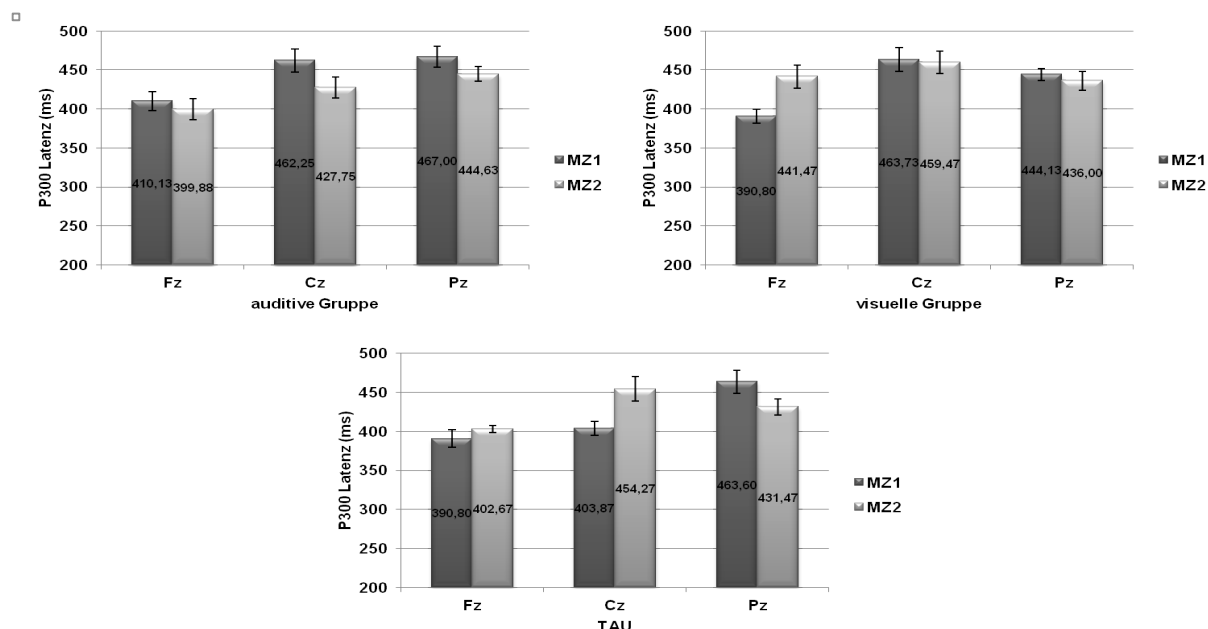 500
450
400
350
300
250
200
P300 Latenz (ms)
410,13
399,88
462,25
427,75
467,00
444,63
Fz
Cz
Pz
auditive Gruppe
MZ1
MZ2
500
450
400
350
300
250
200
P300 Latenz (ms)
390,80
441,47
463,73
459,47
444,13
436,00
Fz
Cz
Pz
visuelle Gruppe
MZ1
MZ2
500
450
400
350
300
250
200
P300 Latenz (ms)
390,80
402,67
403,87
454,27
463,60
431,47
Fz
Cz
Pz
TAU
MZ1
MZ2